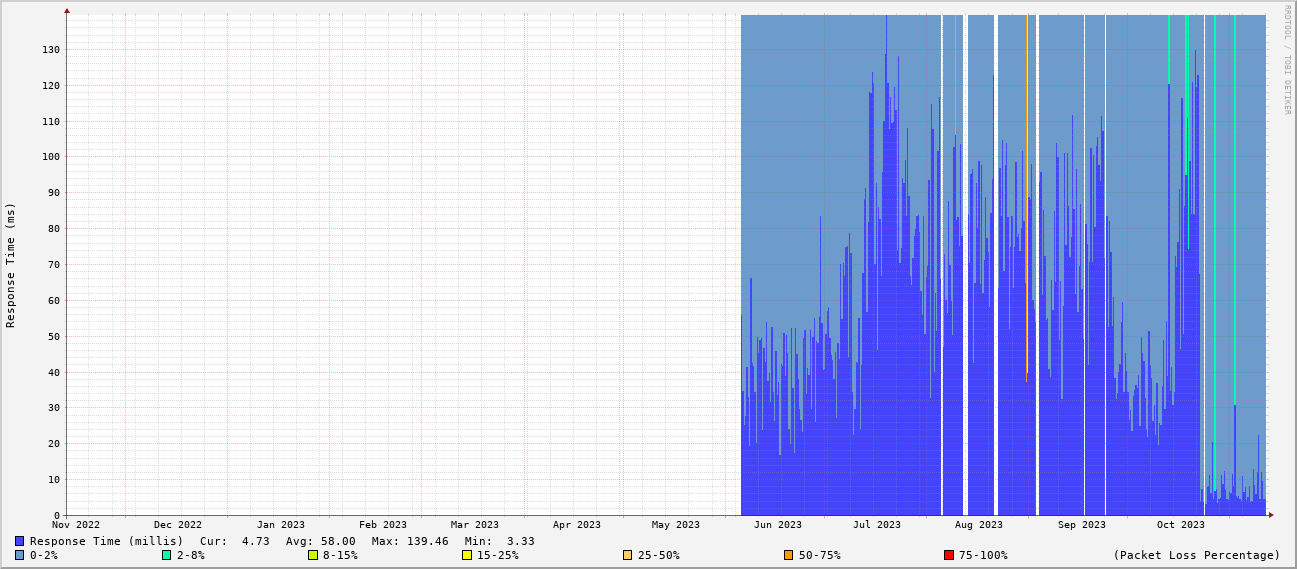 RRDTOOL / TOBI OETIKER
Response Time (ms)
130
120
110
100
90
80
70
60
50
40
30
20
10
0
Nov 2022 Dec 2022 Jan 2023 Feb 2023 Mar 2023 Apr 2023 May 2023 Jun 2023 Jul 2023 Aug 2023 Sep 2023 Oct 2023
Response Time (millis) Cur: 4.73 Avg: 58.00 Max: 139.46 Min: 3.33
0-2% 2-8% 8-15% 15-25% 25-50% 50-75% 75-100% (Packet Loss Percentage)